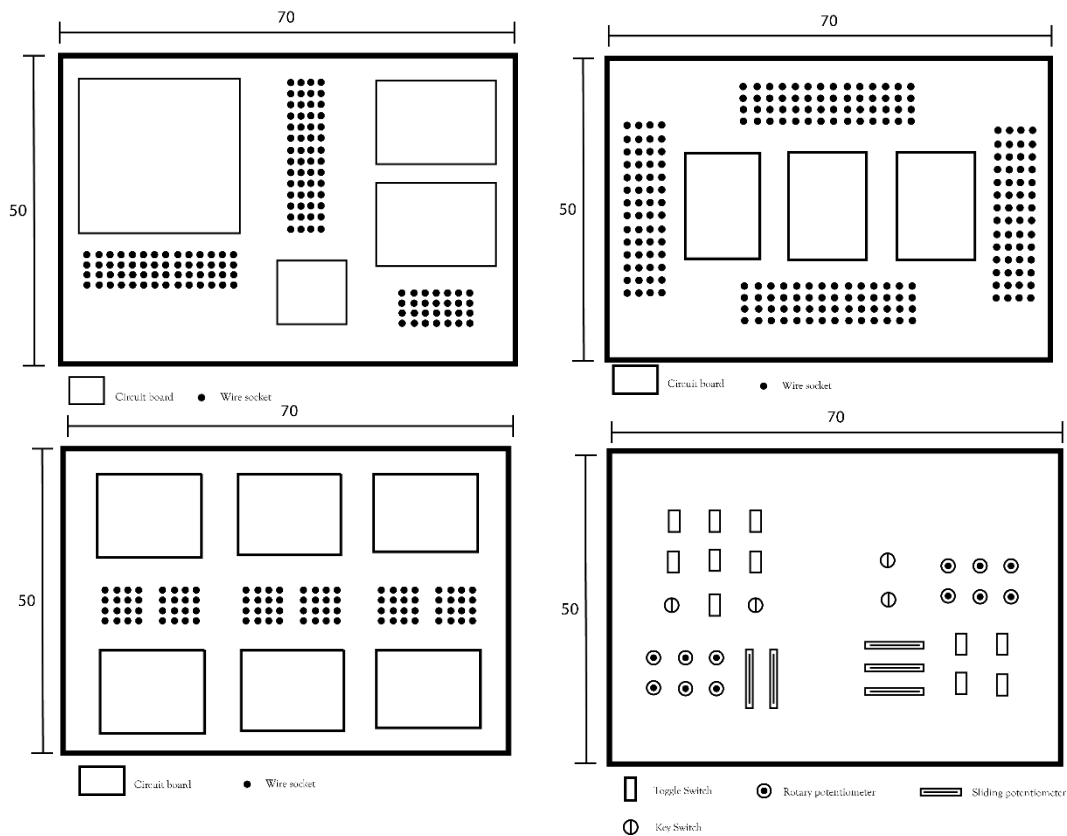 70
50
Circuit board
Wire socket
70
50
Circuit board
Wire socket
70
50
Circuit board
Wire socket
70
50
Toggle Switch
Rotary potentiometer
Sliding potentiometer
Key Switch